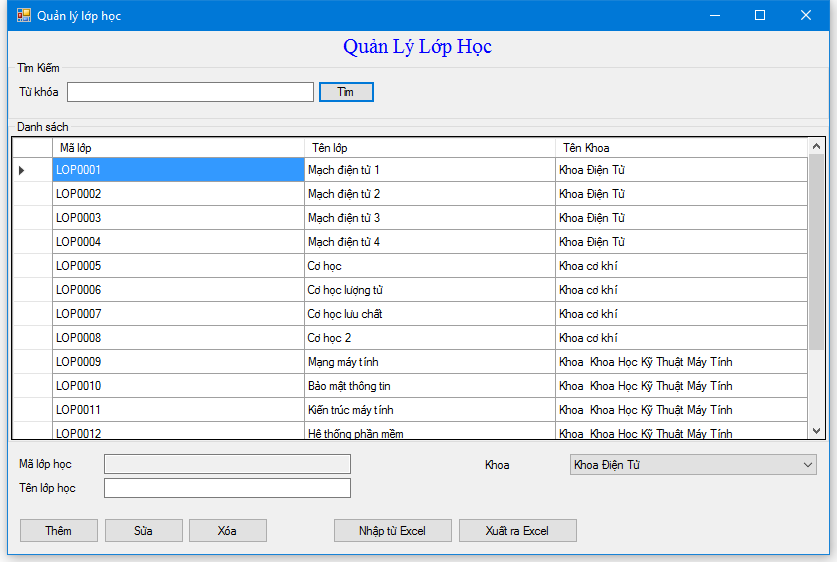 Quản lý lớp học
Quản Lý Lớp Học
Tìm Kiếm
Từ khóa Tìm
Danh sách
Mã lớp Tên lớp Tên Khoa
LOP0001 Mạch điện tử 1 Khoa Điện Tử
LOP0002 Mạch điện tử 2 Khoa Điện Tử
LOP0003 Mạch điện tử 3 Khoa Điện Tử
LOP0004 Mạch điện tử 4 Khoa Điện Tử
LOP0005 Cơ học Khoa cơ khí
LOP0006 Cơ học lượng tử Khoa cơ khí
LOP0007 Cơ học lưu chất Khoa cơ khí
LOP0008 Cơ học 2 Khoa cơ khí
LOP0009 Mạng máy tính Khoa Khoa Học Kỹ Thuật Máy Tính
LOP0010 Bảo mật thông tin Khoa Khoa Học Kỹ Thuật Máy Tính
LOP0011 Kiến trúc máy tính Khoa Khoa Học Kỹ Thuật Máy Tính
LOP0012 Hệ thống phần mềm Khoa Khoa Học Kỹ Thuật Máy Tính
Mã lớp học Khoa Khoa Điện Tử
Tên lớp học
Thêm Sửa Xóa Nhập từ Excel Xuất ra Excel